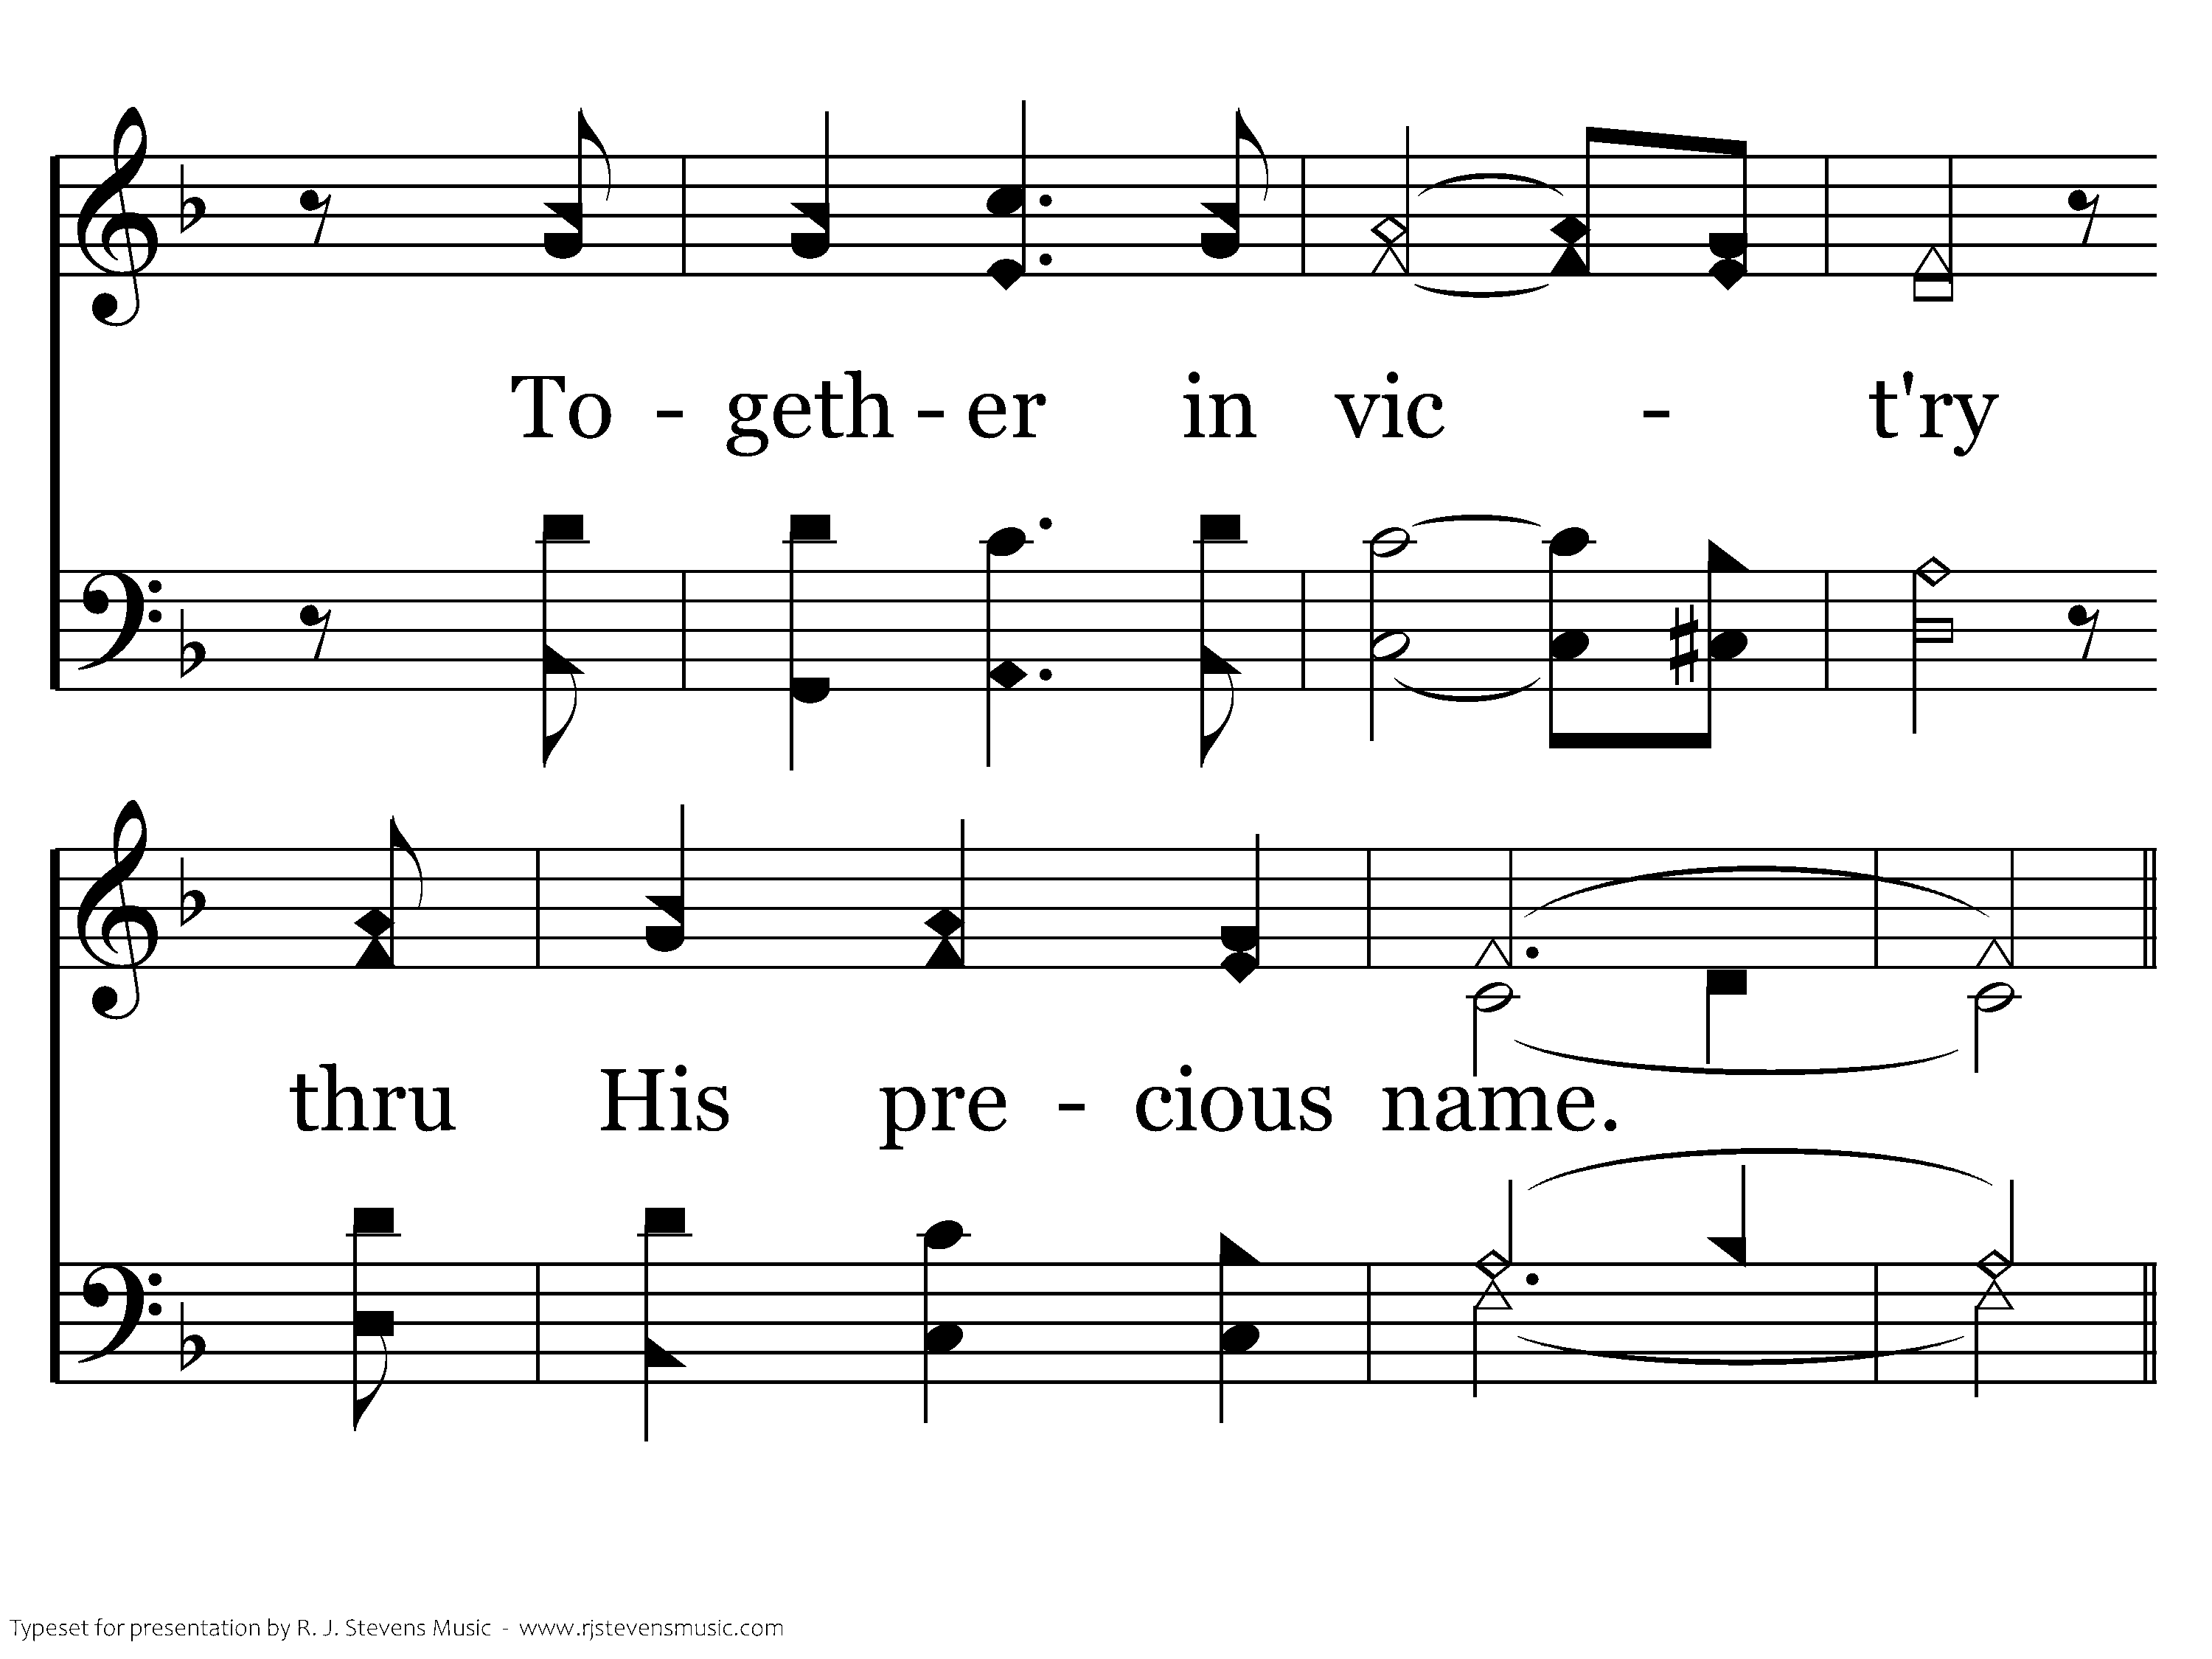 To - geth - er in vic - t'ry
thru His pre - cious name.
Typeset for presentation by R. J. Stevens Music - www.rjstevensmusic.com